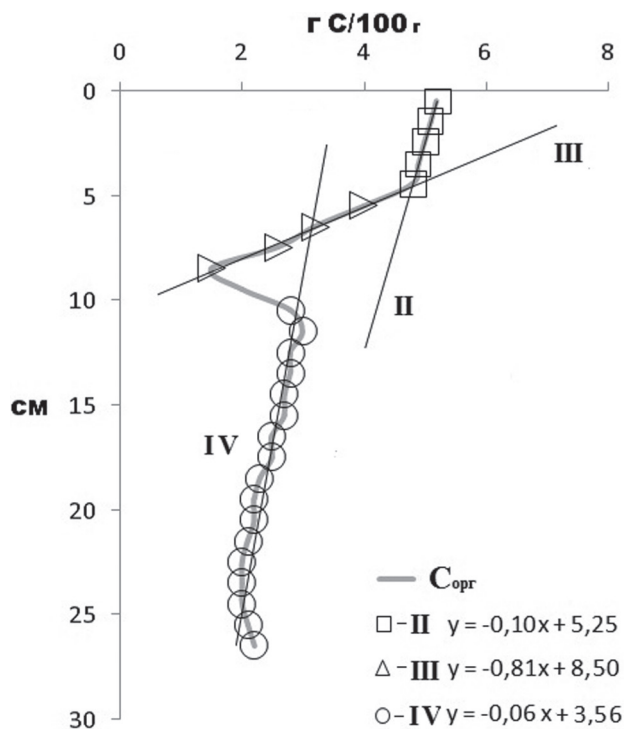 г С/100 г
0 2 4 6 8
0
5
10
15
20
25
30
см
III
II
IV
Сорг
□-II y = -0,10x + 5,25
△-III y = -0,81x + 8,50
○-IV y = -0,06x + 3,56